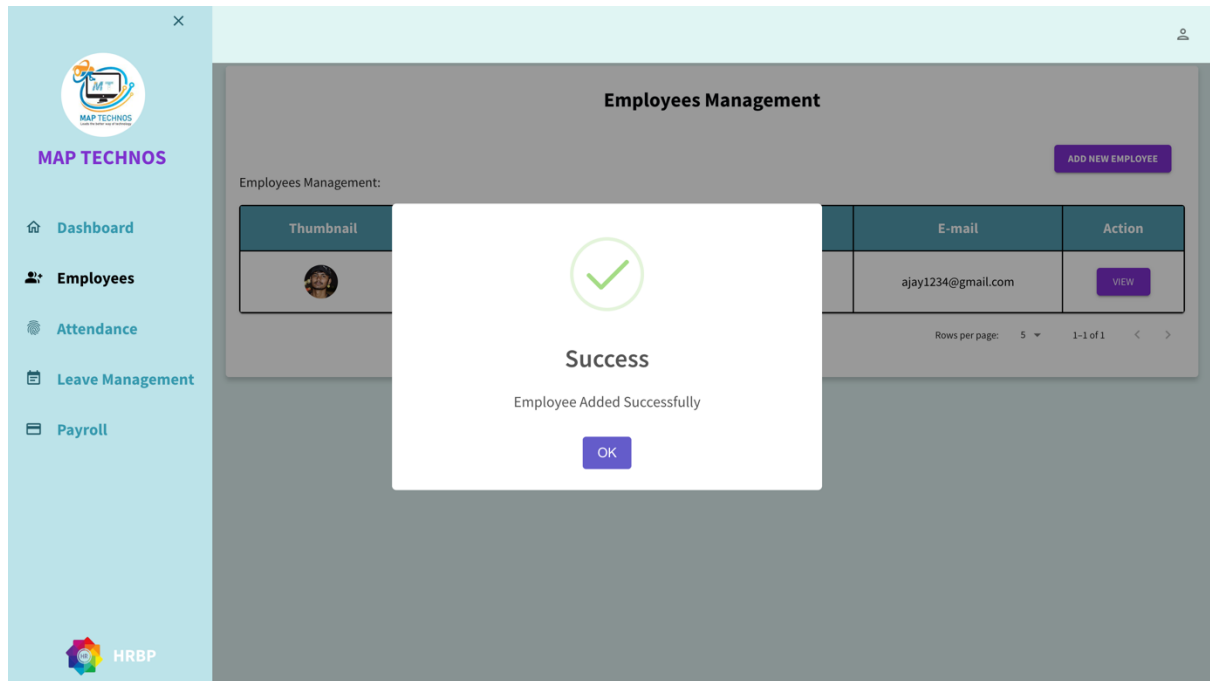 MT
MAP TECHNOS
MAP TECHNOS
Dashboard
Employees
Attendance
Leave Management
Payroll
HR
HRBP
Employees Management
ADD NEW EMPLOYEE
Employees Management:
Thumbnail
E-mail
Action
ajay1234@gmail.com
VIEW
Rows per page: 5
1-1 of 1
Success
Employee Added Successfully
OK